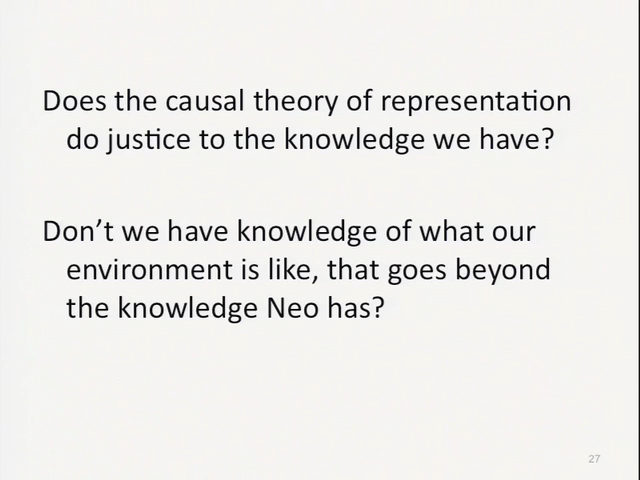 Does the causal theory of representation
do justice to the knowledge we have?
Don't we have knowledge of what our
environment is like, that goes beyond
the knowledge Neo has?
27